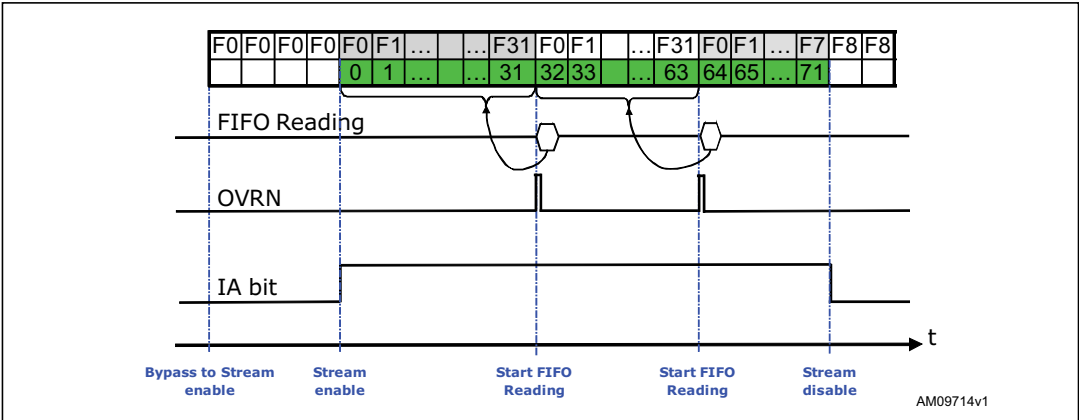 F0 F0 F0 F0 F0 F1 ... ... F31 F0 F1 ... F31 F0 F1 ... F7 F8 F8
0 1 ... ... 31 32 33 ... 63 64 65 ... 71
FIFO Reading
OVRN
IA bit
t
Bypass to Stream
enable
Stream
enable
Start FIFO
Reading
Start FIFO
Reading
Stream
disable
AM09714v1